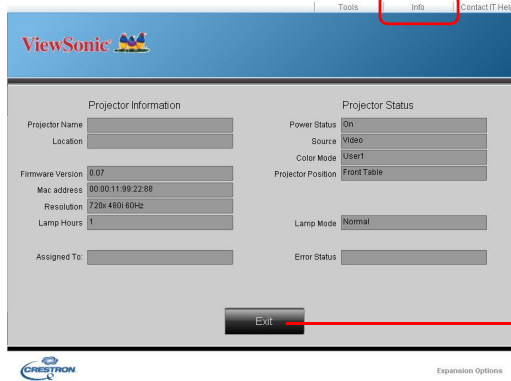 Tools Info Contact IT Hel
ViewSonic
Projector Information
Projector Name
Location
Firmware Version 0.07
Mac address 00:00:11:99:22:88
Resolution 720x 480i 60Hz
Lamp Hours 1
Assigned To:
Projector Status
Power Status On
Source Video
Color Mode User1
Projector Position Front Table
Lamp Mode Normal
Error Status
Exit
CRESTRON
Expansion Options